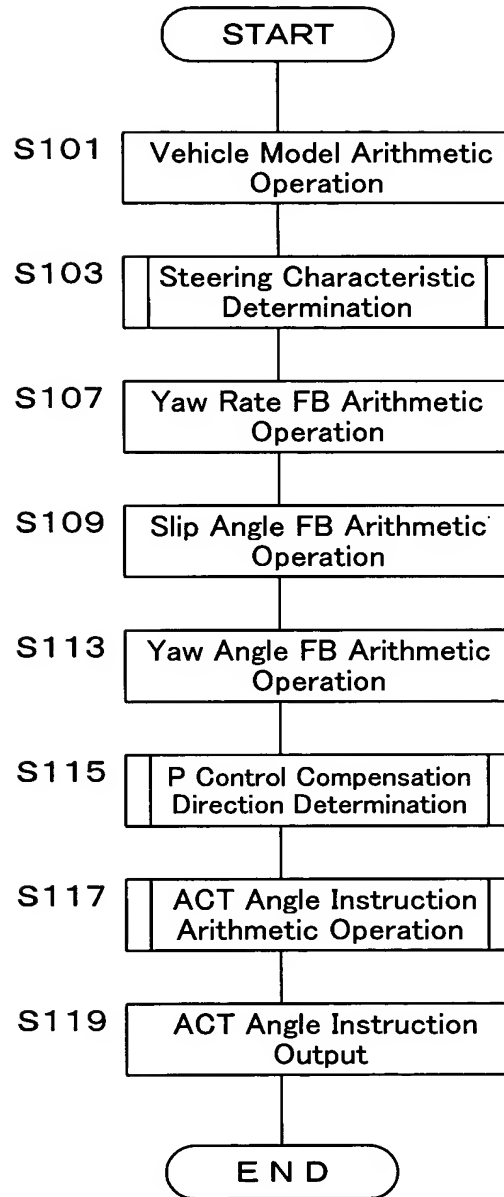 START
S101
Vehicle Model Arithmetic
Operation
S103
Steering Characteristic
Determination
S107
Yaw Rate FB Arithmetic
Operation
S109
Slip Angle FB Arithmetic
Operation
S113
Yaw Angle FB Arithmetic
Operation
S115
P Control Compensation
Direction Determination
S117
ACT Angle Instruction
Arithmetic Operation
S119
ACT Angle Instruction
Output
END